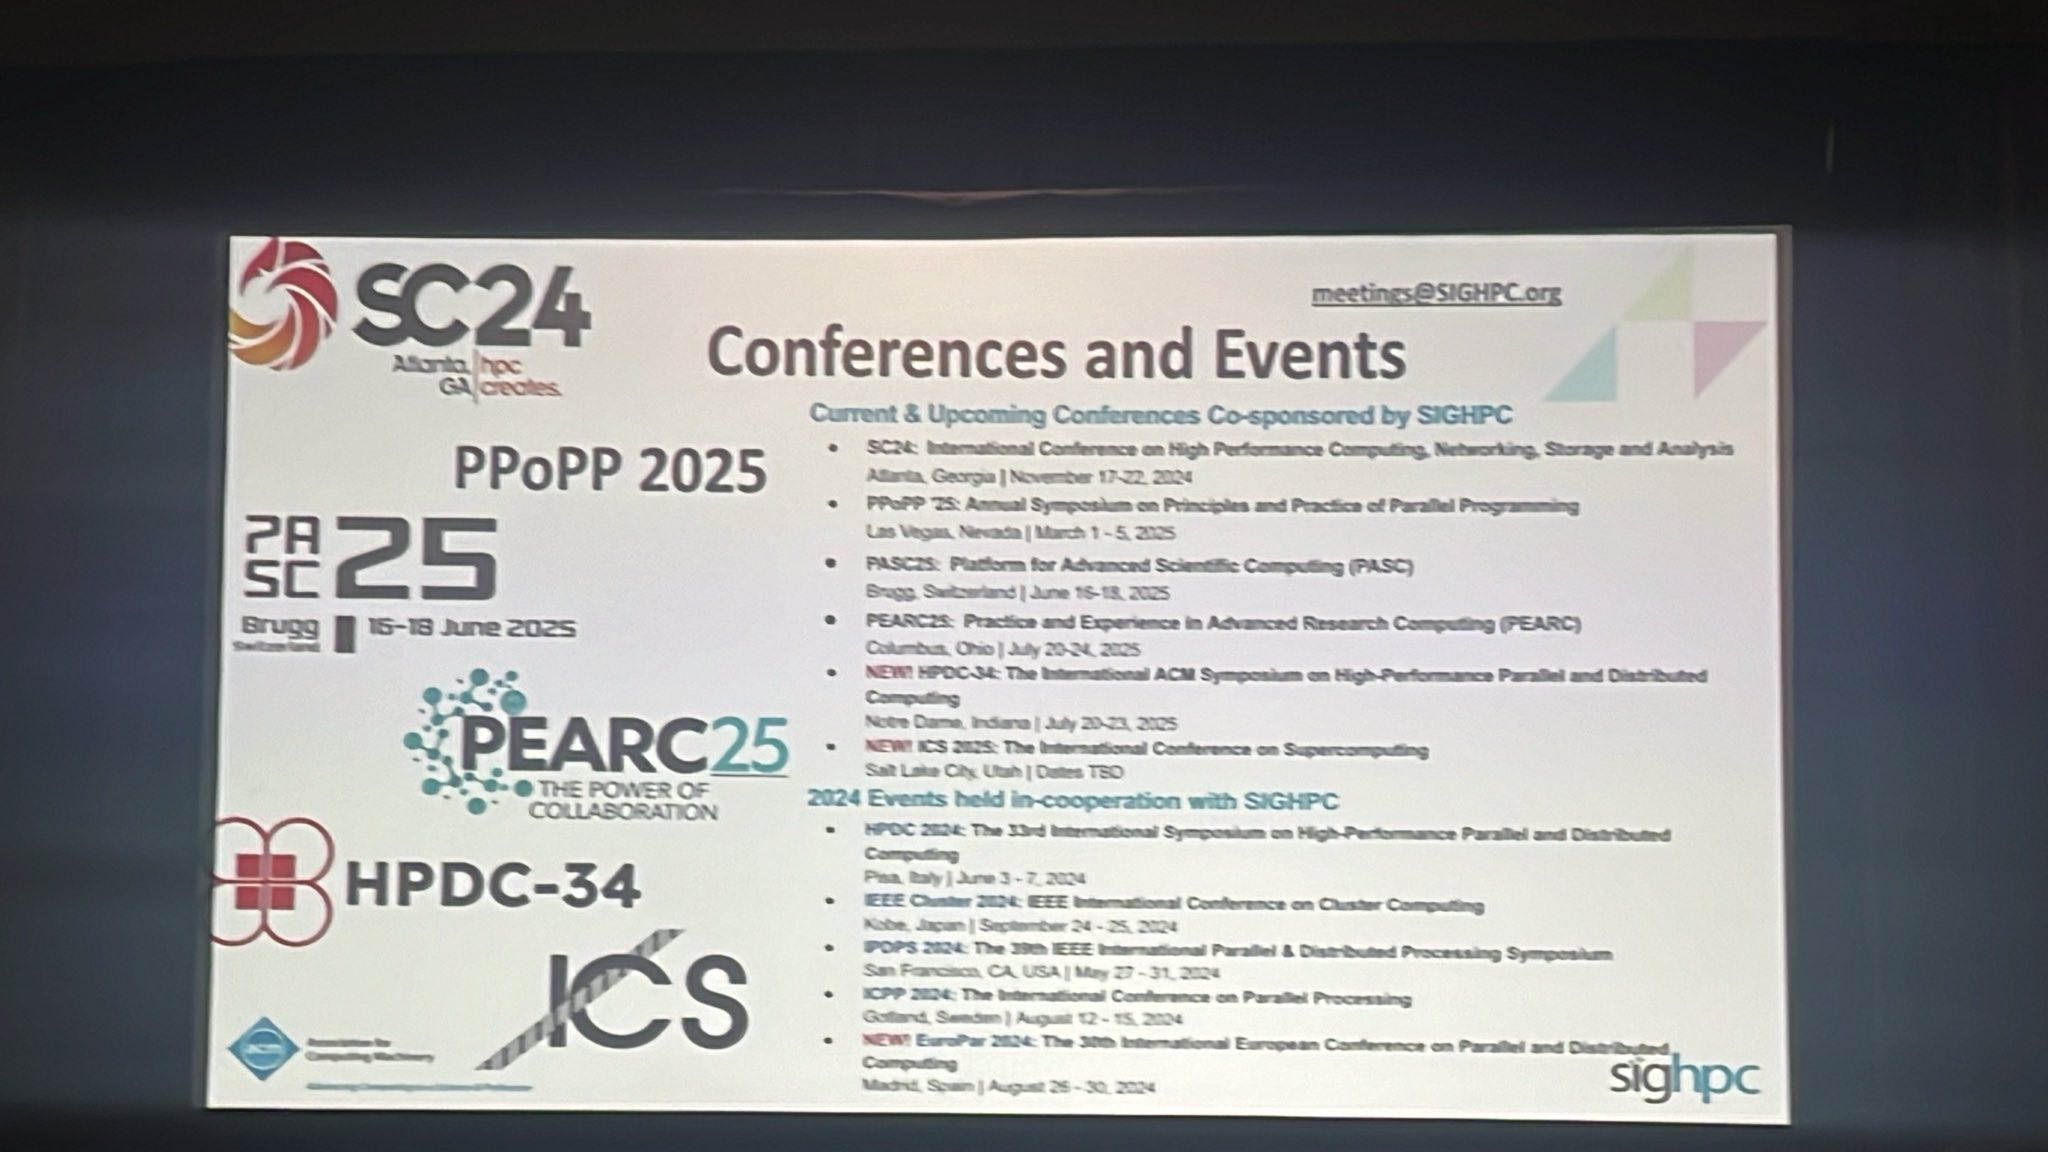 SC24
Atlanta, hpc
GA creates.
meetings@SIGHPC.org
Conferences and Events
PPoPP 2025
PA
SC 25
Brugg 16-18 June 2025
Switzerland
PEARC25
THE POWER OF
COLLABORATION
HPDC-34
ICS
acm
Association for
Computing Machinery
Current & Upcoming Conferences Co-sponsored by SIGHPC
• SC24: International Conference on High Performance Computing, Networking, Storage and Analysis
Atlanta, Georgia | November 17-22, 2024
• PPoPP '25: Annual Symposium on Principles and Practice of Parallel Programming
Las Vegas, Nevada | March 1 - 5, 2025
• PASC25: Platform for Advanced Scientific Computing (PASC)
Brugg, Switzerland | June 16-18, 2025
• PEARC25: Practice and Experience in Advanced Research Computing (PEARC)
Columbus, Ohio | July 20-24, 2025
• NEW! HPDC-34: The International ACM Symposium on High-Performance Parallel and Distributed
Computing
Notre Dame, Indiana | July 20-23, 2025
• NEW! ICS 2025: The International Conference on Supercomputing
Salt Lake City, Utah | Dates TBD
2024 Events held in-cooperation with SIGHPC
• HPDC 2024: The 33rd International Symposium on High-Performance Parallel and Distributed
Computing
Pisa, Italy | June 3 - 7, 2024
• IEEE Cluster 2024: IEEE International Conference on Cluster Computing
Kobe, Japan | September 24 - 25, 2024
• IPDPS 2024: The IEEE International Parallel & Distributed Processing Symposium
San Francisco, CA, USA | May 27 - 31, 2024
• ICPP 2024: The International Conference on Parallel Processing
Gotland, Sweden | August 12 - 15, 2024
• NEW! EuroPar 2024: The 30th International European Conference on Parallel and Distributed
Computing
Madrid, Spain | August 26 - 30, 2024
sighpc